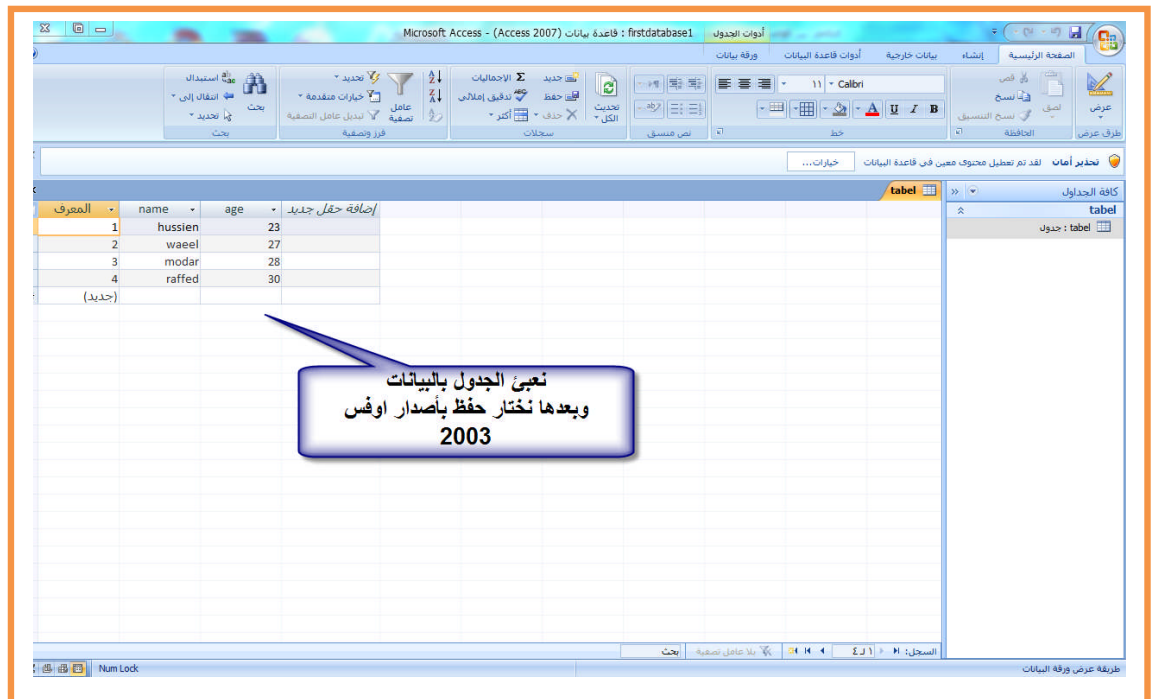 firstdatabase1 : قاعدة بيانات (Access 2007) - Microsoft Access
أدوات الجدول
الصفحة الرئيسية
إنشاء
بيانات خارجية
أدوات قاعدة البيانات
ورقة بيانات
عرض
طرق عرض
لصق
قص
نسخ
نسخ التنسيق
الحافظة
Calibri
١١
B I U A
خط
نص منسق
تحديث الكل
جديد
حفظ
حذف
الإجماليات
تدقيق إملائي
أكثر
سجلات
عامل تصفية
تحديد
خيارات متقدمة
تبديل عامل التصفية
فرز وتصفية
بحث
استبدال
انتقال إلى
تحديد
بحث
تحذير أمان لقد تم تعطيل محتوى معين في قاعدة البيانات
خيارات...
كافة الجداول
tabel
tabel : جدول
tabel
المعرف name age إضافة حقل جديد
1 hussien 23
2 waeel 27
3 modar 28
4 raffed 30
(جديد)
نعبئ الجدول بالبيانات
وبعدها نختار حفظ بأصدار اوفس
2003
السجل: ١ لـ ٤
بلا عامل تصفية
بحث
طريقة عرض ورقة البيانات
Num Lock